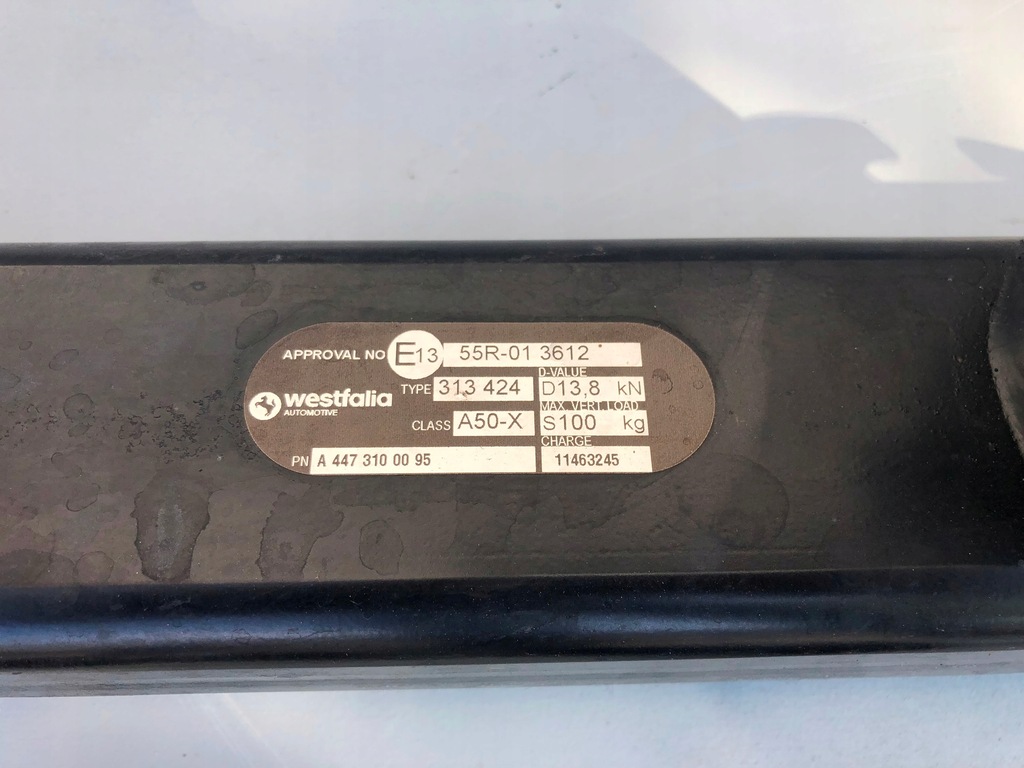 APPROVAL NO E13 55R-01 3612
D-VALUE
TYPE 313 424 D13,8 kN
westfalia
AUTOMOTIVE
MAX. VERT. LOAD
CLASS A50-X S100 kg
CHARGE
PN A 447 310 00 95 11463245